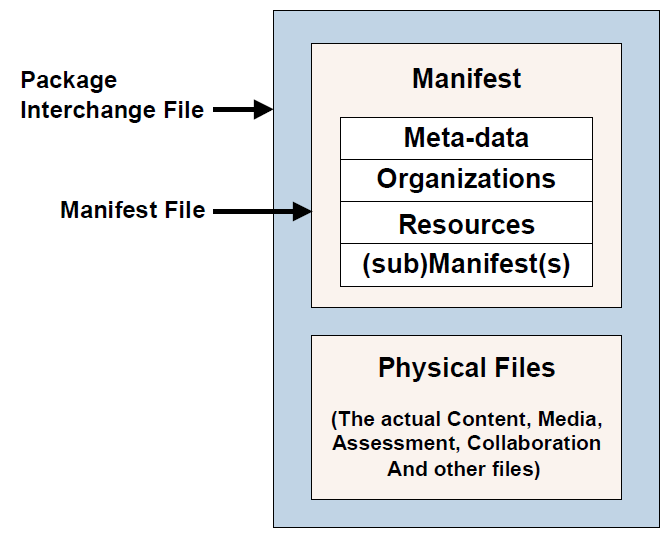 Package
Interchange File
Manifest File
Manifest
Meta-data
Organizations
Resources
(sub)Manifest(s)
Physical Files
(The actual Content, Media,
Assessment, Collaboration
And other files)